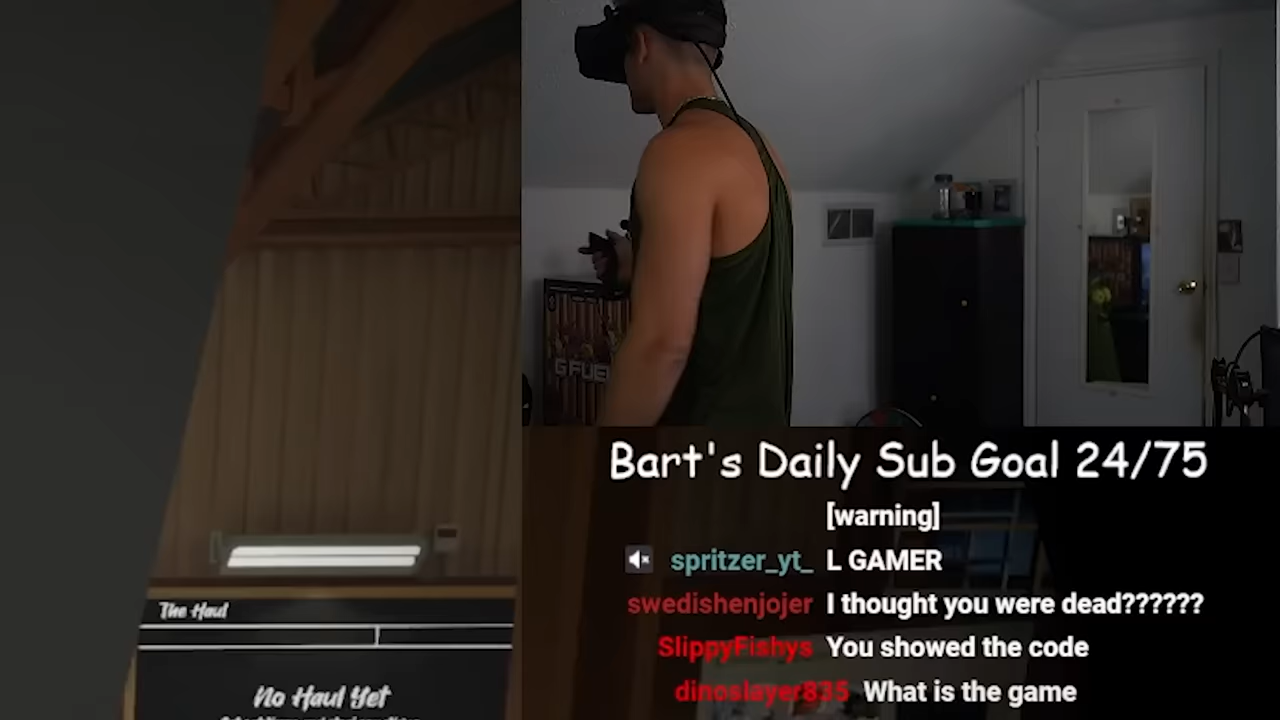 The Haul
No Haul Yet
G FUEL
Bart's Daily Sub Goal 24/75
[warning]
spritzer_yt_ L GAMER
swedishenjojer I thought you were dead??????
SlippyFishys You showed the code
dinoslayer835 What is the game